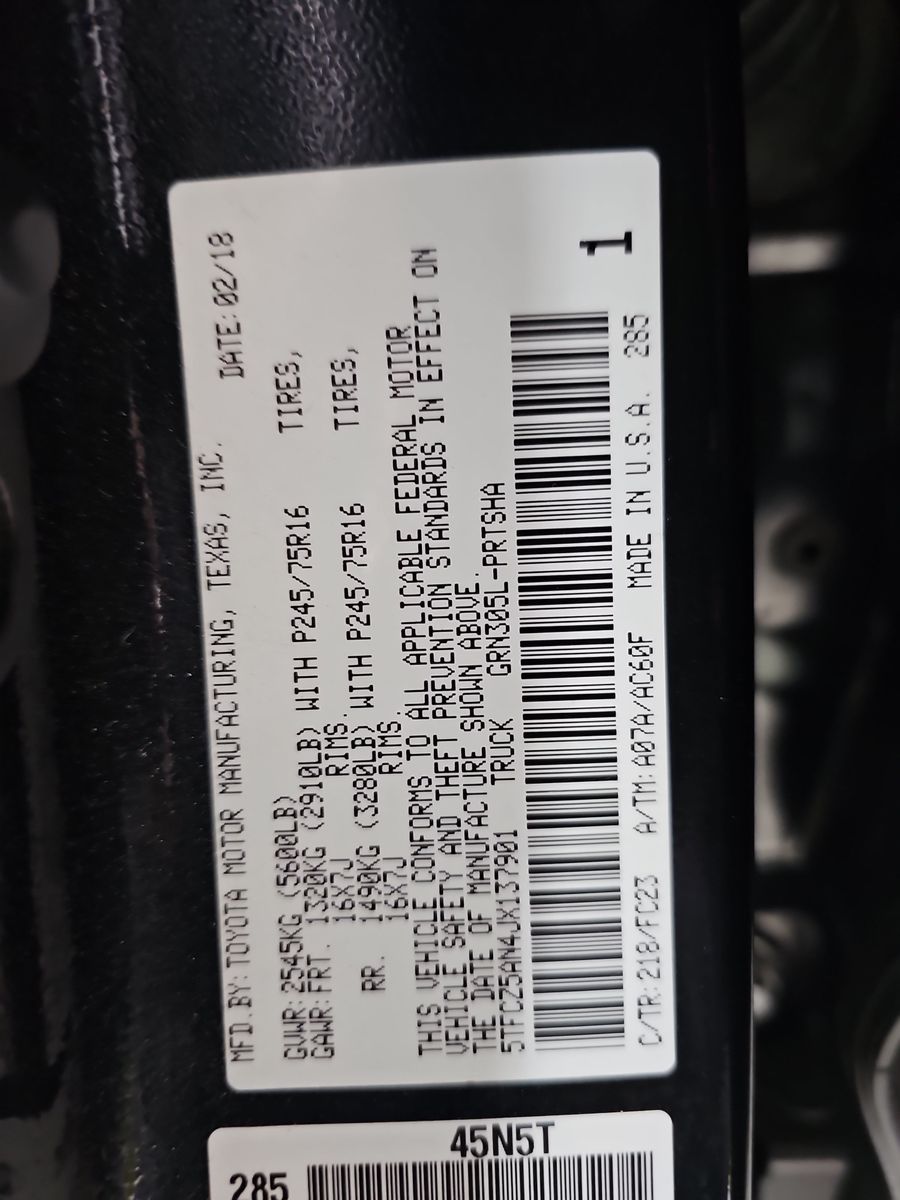 MFD.BY: TOYOTA MOTOR MANUFACTURING, TEXAS, INC. DATE: 02/18
GVWR: 2545KG (5600LB)
GAWR: FRT. 1320KG (2910LB) WITH P245/75R16 TIRES,
16X7J RIMS.
RR. 1490KG (3280LB) WITH P245/75R16 TIRES,
16X7J RIMS.
THIS VEHICLE CONFORMS TO ALL APPLICABLE FEDERAL MOTOR
VEHICLE SAFETY AND THEFT PREVENTION STANDARDS IN EFFECT ON
THE DATE OF MANUFACTURE SHOWN ABOVE.
5TFCZ5AN4JX137901 TRUCK GRN305L-PRTSHA
1
C/TR: 218/FC23 A/TM: A07A/AC60F MADE IN U.S.A. 285
45N5T
285